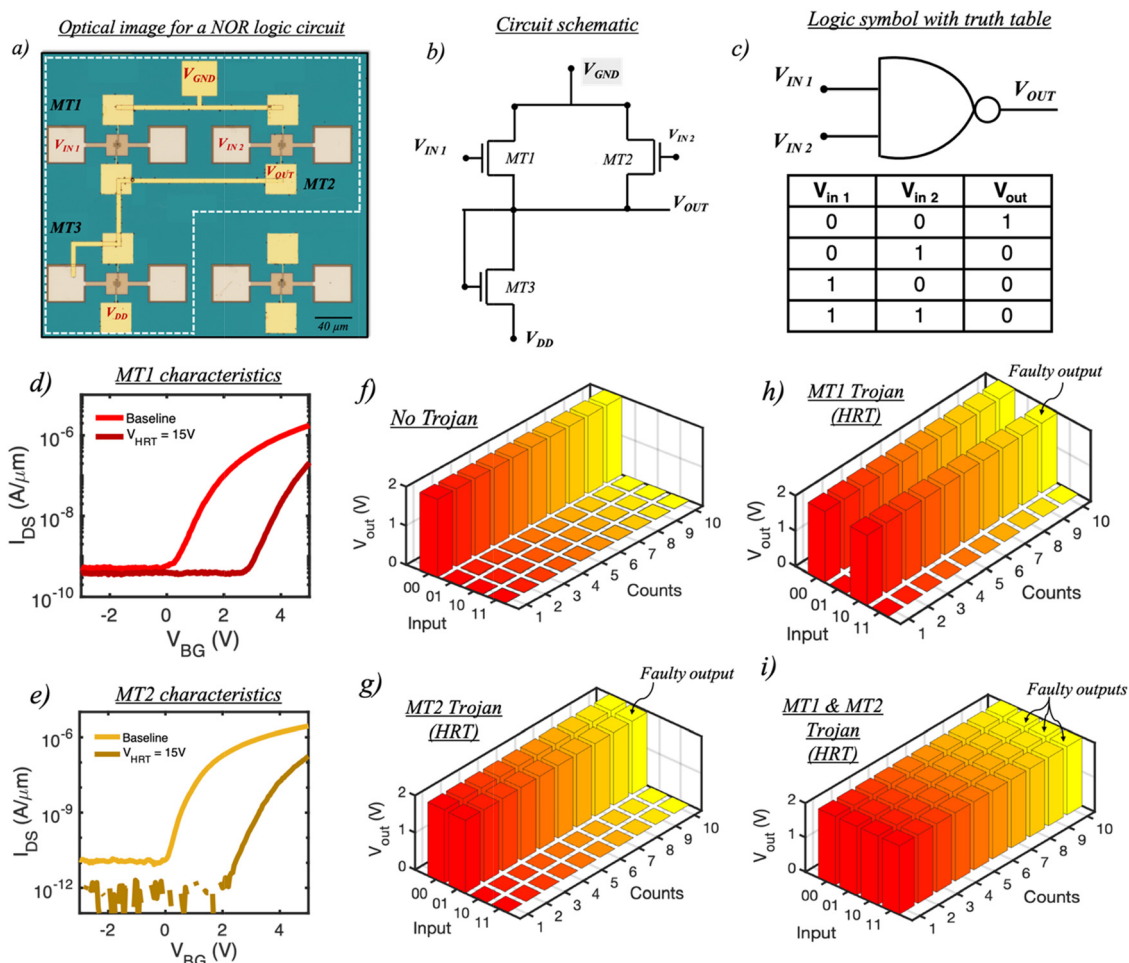 Optical image for a NOR logic circuit
a)
V_GND
MT1
V_IN 1
V_IN 2
V_OUT
MT2
MT3
V_DD
40 µm
Circuit schematic
b)
V_GND
V_IN 1
MT1
MT2
V_IN 2
V_OUT
MT3
V_DD
Logic symbol with truth table
c)
V_IN 1
V_OUT
V_IN 2
V_in 1 V_in 2 V_out
0 0 1
0 1 0
1 0 0
1 1 0
d) MT1 characteristics
Baseline
V_HRT = 15V
I_DS (A/µm)
10^-6
10^-8
10^-10
-2 0 2 4
V_BG (V)
e) MT2 characteristics
Baseline
V_HRT = 15V
I_DS (A/µm)
10^-6
10^-9
10^-12
-2 0 2 4
V_BG (V)
f)
No Trojan
V_out (V)
2
1
0
00 01 10 11
Input
1 2 3 4 5 6 7 8 9 10
Counts
g)
MT2 Trojan
(HRT)
Faulty output
V_out (V)
2
1
0
00 01 10 11
Input
1 2 3 4 5 6 7 8 9 10
Counts
h)
MT1 Trojan
(HRT)
Faulty output
V_out (V)
2
1
0
00 01 10 11
Input
1 2 3 4 5 6 7 8 9 10
Counts
i)
MT1 & MT2
Trojan
(HRT)
Faulty outputs
V_out (V)
2
1
0
00 01 10 11
Input
1 2 3 4 5 6 7 8 9 10
Counts